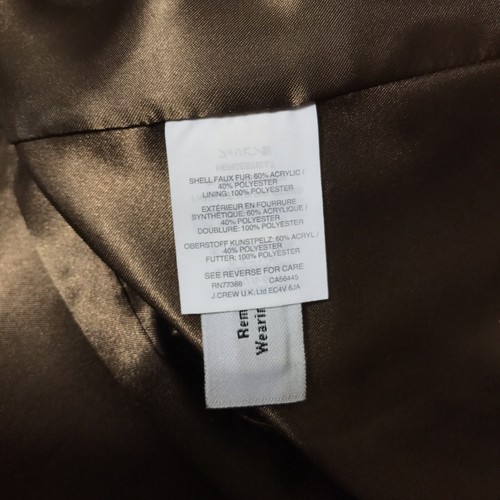 SHELL FAUX FUR: 60% ACRYLIC /
40% POLYESTER
LINING: 100% POLYESTER
EXTÉRIEUR EN FOURRURE
SYNTHÉTIQUE: 60% ACRYLIQUE /
40% POLYESTER
DOUBLURE: 100% POLYESTER
OBERSTOFF KUNSTPELZ: 60% ACRYL /
40% POLYESTER
FUTTER: 100% POLYESTER
SEE REVERSE FOR CARE
RN77388 CA56445
J.CREW U.K. Ltd EC4V 6JA
Rem
Wearin